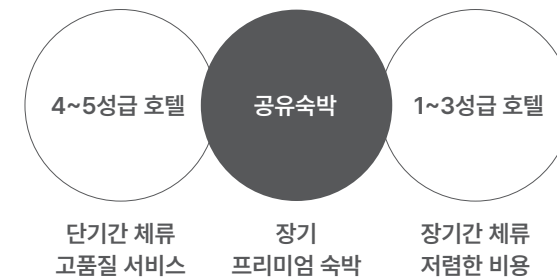 4~5성급 호텔
공유숙박
1~3성급 호텔
단기간 체류
고품질 서비스
장기
프리미엄 숙박
장기간 체류
저렴한 비용